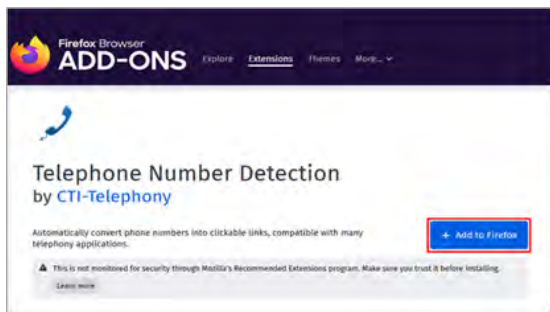 Firefox Browser
ADD-ONS
Explore Extensions Themes More...
Telephone Number Detection
by CTI-Telephony
Automatically convert phone numbers into clickable links, compatible with many
telephony applications.
+ Add to Firefox
This is not monitored for security through Mozilla's Recommended Extensions program. Make sure you trust it before installing.
Learn more